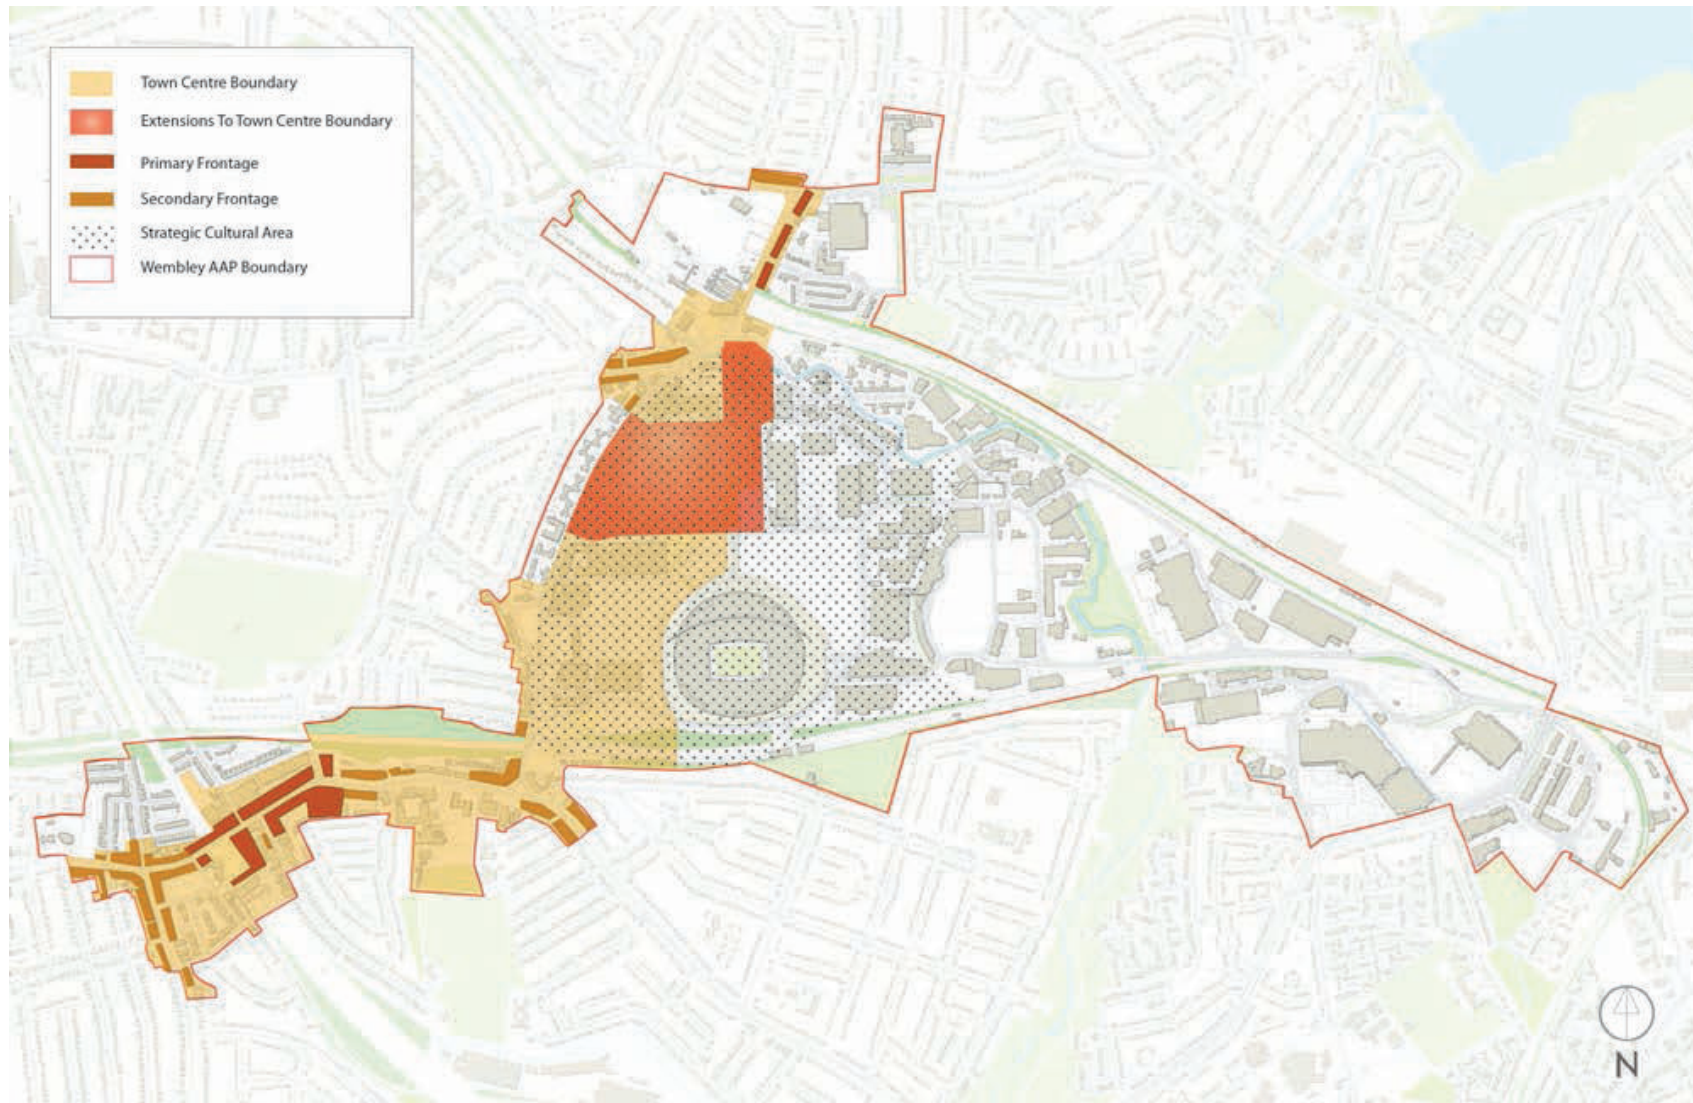 Town Centre Boundary
Extensions To Town Centre Boundary
Primary Frontage
Secondary Frontage
Strategic Cultural Area
Wembley AAP Boundary
N